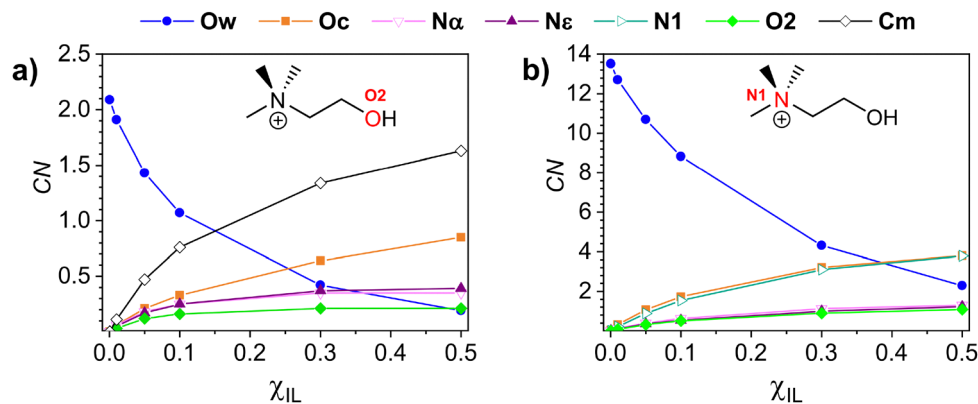 Ow Oc Nα Nε N1 O2 Cm
a)
CN
2.5
2.0
1.5
1.0
0.5
0.0 0.1 0.2 0.3 0.4 0.5
χIL
N
⊕
O2
OH
b)
CN
14
12
10
8
6
4
2
0.0 0.1 0.2 0.3 0.4 0.5
χIL
N1
N
⊕
OH